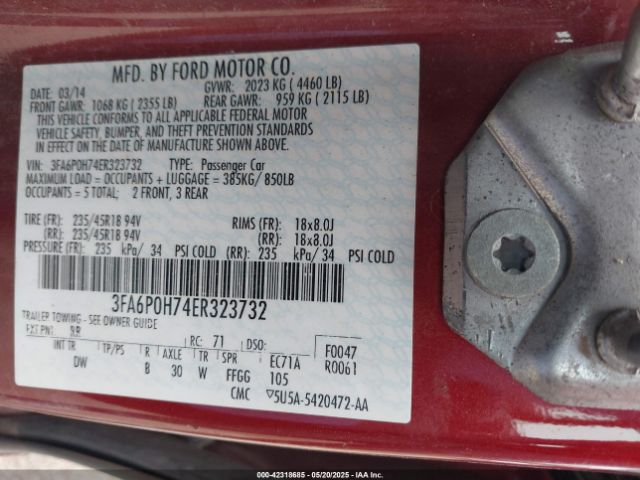 MFD. BY FORD MOTOR CO.
DATE: 03/14 GVWR: 2023 KG ( 4460 LB)
FRONT GAWR: 1068 KG ( 2355 LB) REAR GAWR: 959 KG ( 2115 LB)
THIS VEHICLE CONFORMS TO ALL APPLICABLE FEDERAL MOTOR
VEHICLE SAFETY, BUMPER, AND THEFT PREVENTION STANDARDS
IN EFFECT ON THE DATE OF MANUFACTURE SHOWN ABOVE.
VIN: 3FA6P0H74ER323732 TYPE: Passenger Car
MAXIMUM LOAD = OCCUPANTS + LUGGAGE = 385KG/ 850LB
OCCUPANTS = 5 TOTAL; 2 FRONT, 3 REAR
TIRE (FR): 235/45R18 94V RIMS (FR): 18x8.0J
(RR): 235/45R18 94V (RR): 18x8.0J
PRESSURE (FR): 235 kPa/ 34 PSI COLD (RR): 235 kPa/ 34 PSI COLD
3FA6P0H74ER323732
TRAILER TOWING - SEE OWNER GUIDE
EXT PNT: RR RC: 71 DSO: F0047
INT TR TP/PS R AXLE TR SPR EC71A R0061
DW B 30 W FFGG 105
CMC ▽5U5A-5420472-AA
000-42318685 - 05/20/2025 - IAAI.com